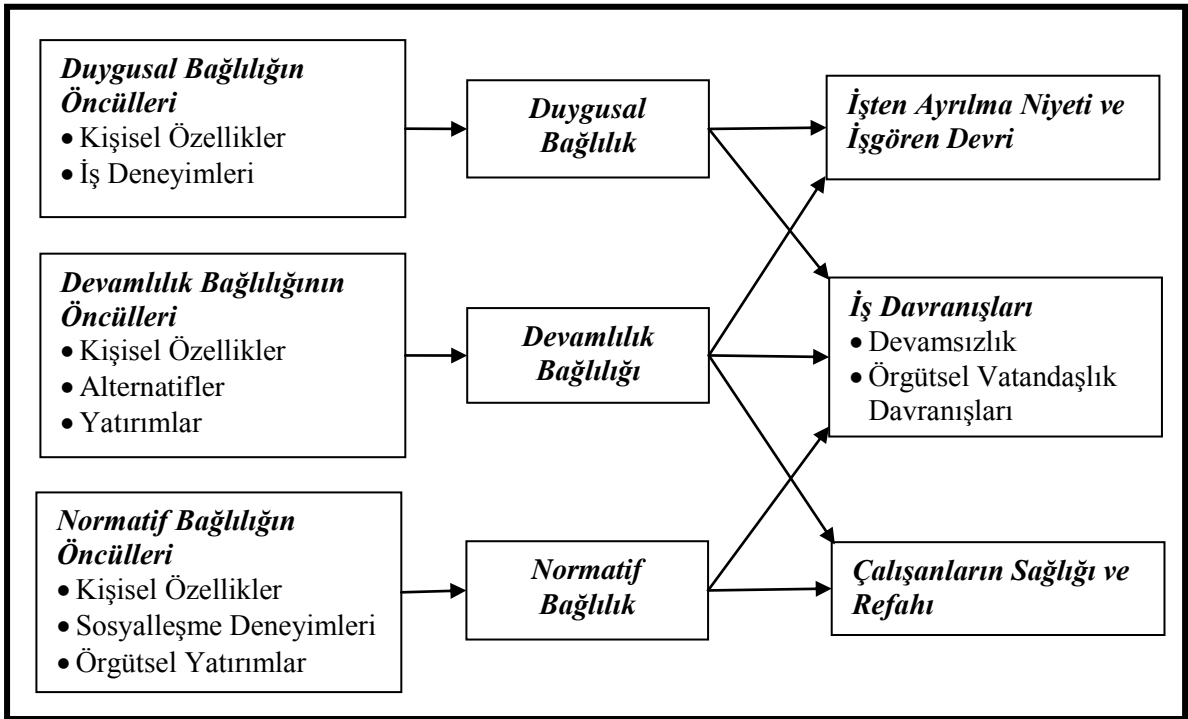 Duygusal Bağlılığın
Öncülleri
• Kişisel Özellikler
• İş Deneyimleri
Duygusal
Bağlılık
İşten Ayrılma Niyeti ve
İşgören Devri
Devamlılık Bağlılığının
Öncülleri
• Kişisel Özellikler
• Alternatifler
• Yatırımlar
Devamlılık
Bağlılığı
İş Davranışları
• Devamsızlık
• Örgütsel Vatandaşlık
Davranışları
Normatif Bağlılığın
Öncülleri
• Kişisel Özellikler
• Sosyalleşme Deneyimleri
• Örgütsel Yatırımlar
Normatif
Bağlılık
Çalışanların Sağlığı ve
Refahı